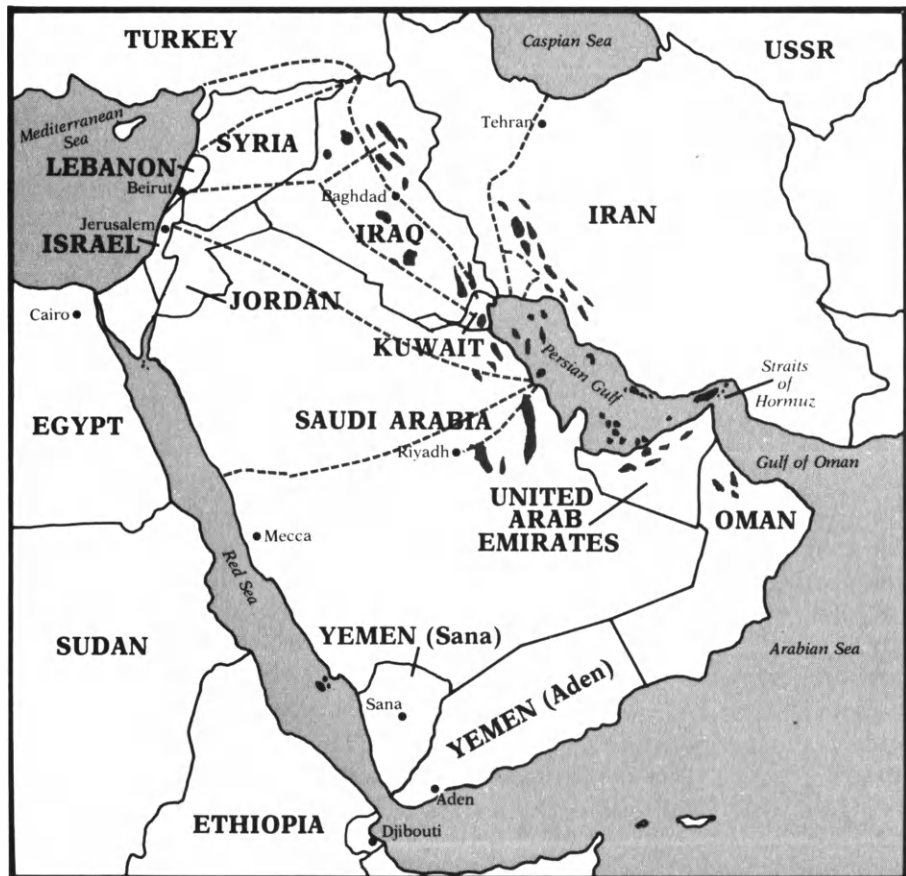 TURKEY
Caspian Sea
USSR
Mediterranean
Sea
Tehran
SYRIA
LEBANON
Beirut
Baghdad
IRAN
Jerusalem
ISRAEL
IRAQ
JORDAN
Cairo
KUWAIT
Persian Gulf
Straits
of
Hormuz
EGYPT
SAUDI ARABIA
Riyadh
Gulf of Oman
UNITED
ARAB
EMIRATES
OMAN
Mecca
Red Sea
SUDAN
YEMEN (Sana)
Arabian Sea
Sana
YEMEN (Aden)
Aden
ETHIOPIA
Djibouti